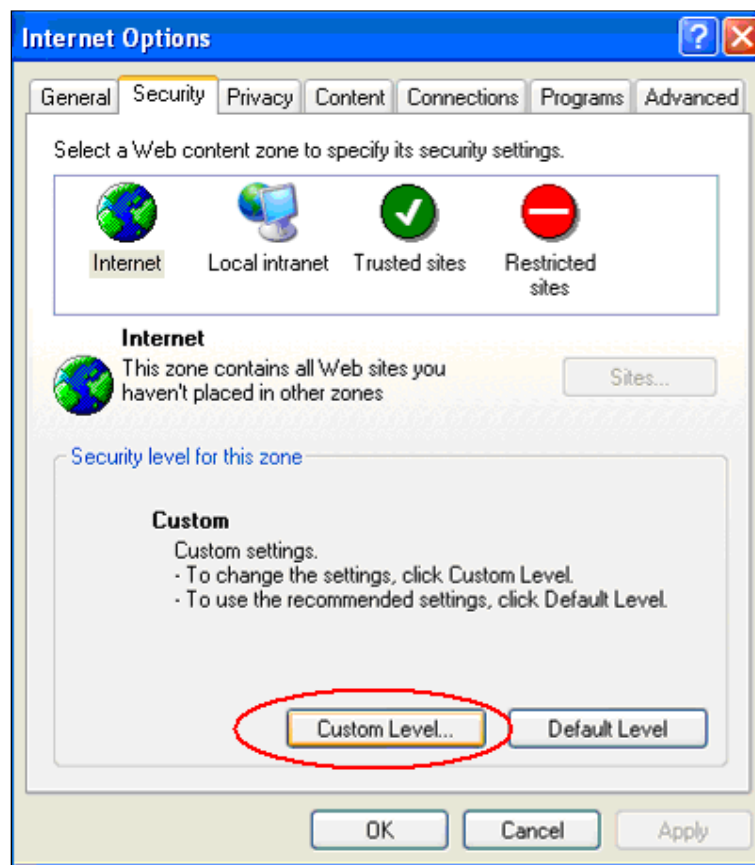 Internet Options
General Security Privacy Content Connections Programs Advanced
Select a Web content zone to specify its security settings.
Internet Local intranet Trusted sites Restricted
sites
Internet
This zone contains all Web sites you
haven't placed in other zones
Sites...
Security level for this zone
Custom
Custom settings.
- To change the settings, click Custom Level.
- To use the recommended settings, click Default Level.
Custom Level... Default Level
OK Cancel Apply